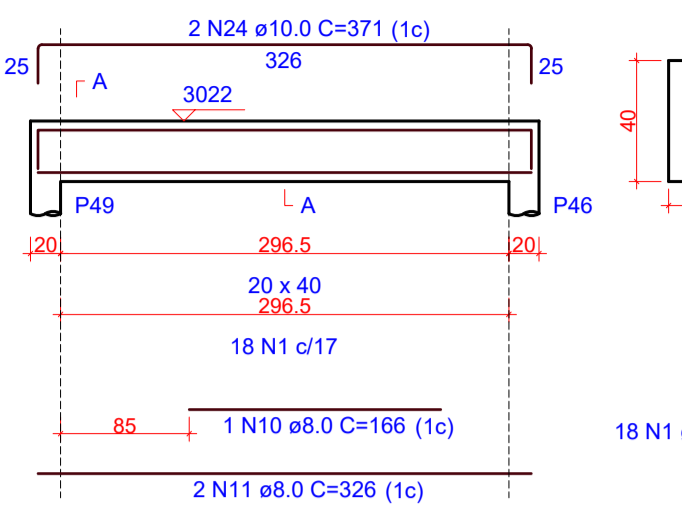 2 N24 ø10.0 C=371 (1c)
25 326 25
A
3022
40
P49 A P46
20 296.5 20
20 x 40
296.5
18 N1 c/17
85 1 N10 ø8.0 C=166 (1c)
18 N1
2 N11 ø8.0 C=326 (1c)